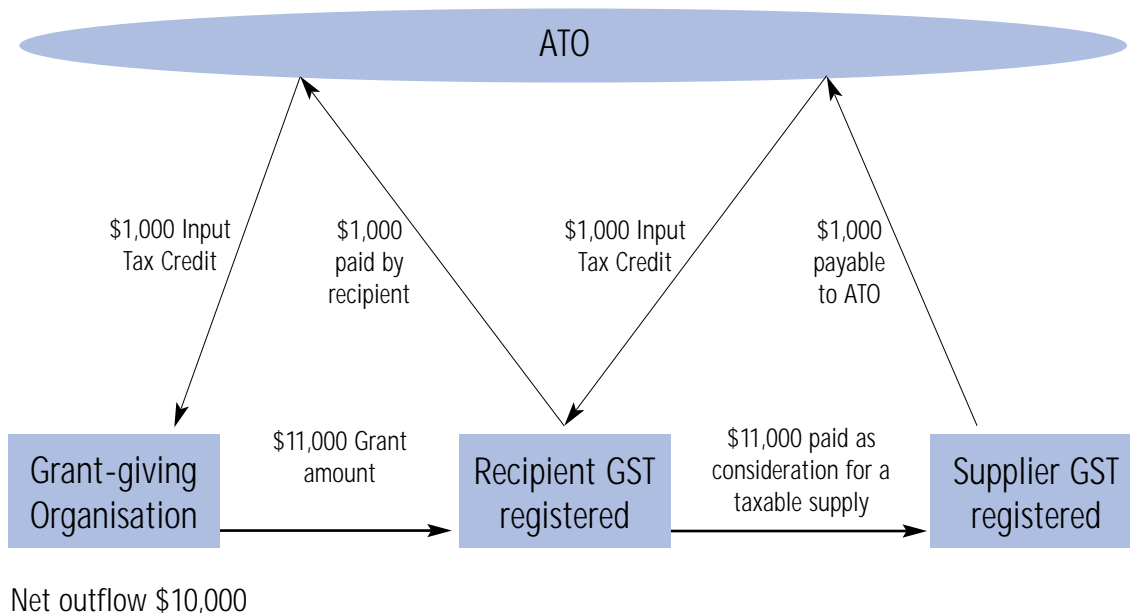 ATO
$1,000 Input
Tax Credit
$1,000
paid by
recipient
$1,000 Input
Tax Credit
$1,000
payable
to ATO
Grant-giving
Organisation
$11,000 Grant
amount
Recipient GST
registered
$11,000 paid as
consideration for a
taxable supply
Supplier GST
registered
Net outflow $10,000